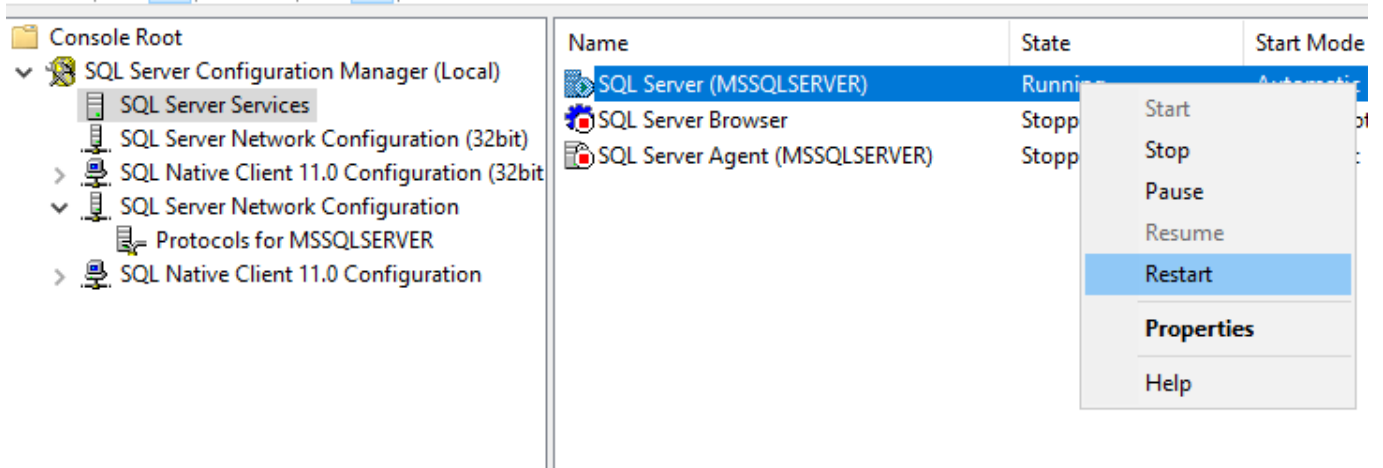 Console Root
SQL Server Configuration Manager (Local)
SQL Server Services
SQL Server Network Configuration (32bit)
SQL Native Client 11.0 Configuration (32bit
SQL Server Network Configuration
Protocols for MSSQLSERVER
SQL Native Client 11.0 Configuration
Name State Start Mode
SQL Server (MSSQLSERVER) Running Automatic
SQL Server Browser Stopp
SQL Server Agent (MSSQLSERVER) Stopp
Start
Stop
Pause
Resume
Restart
Properties
Help